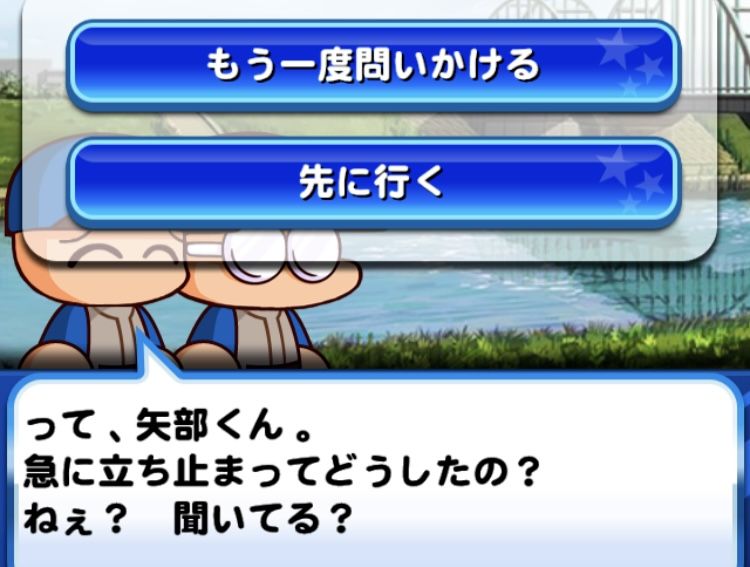 もう一度問いかける
先に行く
って、矢部くん。
急に立ち止まってどうしたの？
ねぇ？　聞いてる？